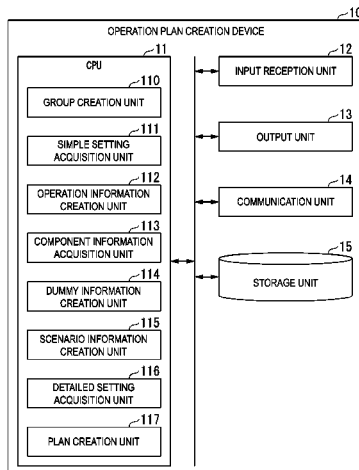 10
OPERATION PLAN CREATION DEVICE
11
CPU
110
GROUP CREATION UNIT
111
SIMPLE SETTING
ACQUISITION UNIT
112
OPERATION INFORMATION
CREATION UNIT
113
COMPONENT INFORMATION
ACQUISITION UNIT
114
DUMMY INFORMATION
CREATION UNIT
115
SCENARIO INFORMATION
CREATION UNIT
116
DETAILED SETTING
ACQUISITION UNIT
117
PLAN CREATION UNIT
12
INPUT RECEPTION UNIT
13
OUTPUT UNIT
14
COMMUNICATION UNIT
15
STORAGE UNIT